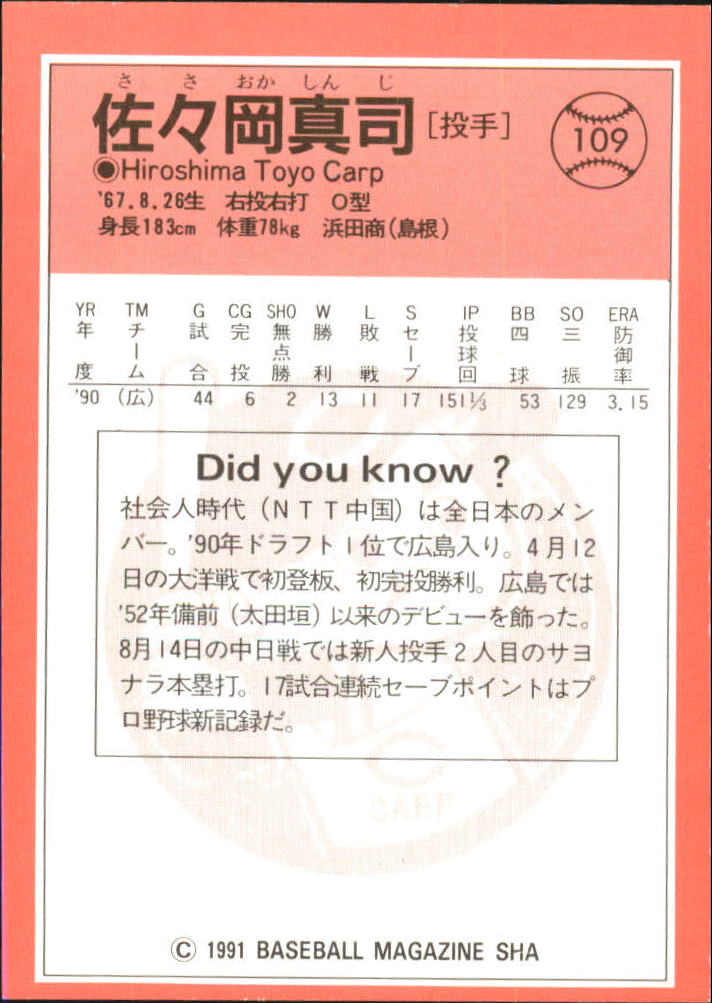 ささおかしんじ
佐々岡真司 [投手]
109
●Hiroshima Toyo Carp
'67.8.26生 右投右打 O型
身長183cm 体重78kg 浜田商(島根)
YR TM G CG SHO W L S IP BB SO ERA
年度 チーム 試合 完投 無点勝 勝利 敗戦 セーブ 投球回 四球 三振 防御率
'90 (広) 44 6 2 13 11 17 151⅓ 53 129 3.15
Did you know ?
社会人時代(NTT中国)は全日本のメン
バー。'90年ドラフト1位で広島入り。4月12
日の大洋戦で初登板、初完投勝利。広島では
'52年備前(太田垣)以来のデビューを飾った。
8月14日の中日戦では新人投手2人目のサヨ
ナラ本塁打。17試合連続セーブポイントはプ
ロ野球新記録だ。
CARP
© 1991 BASEBALL MAGAZINE SHA